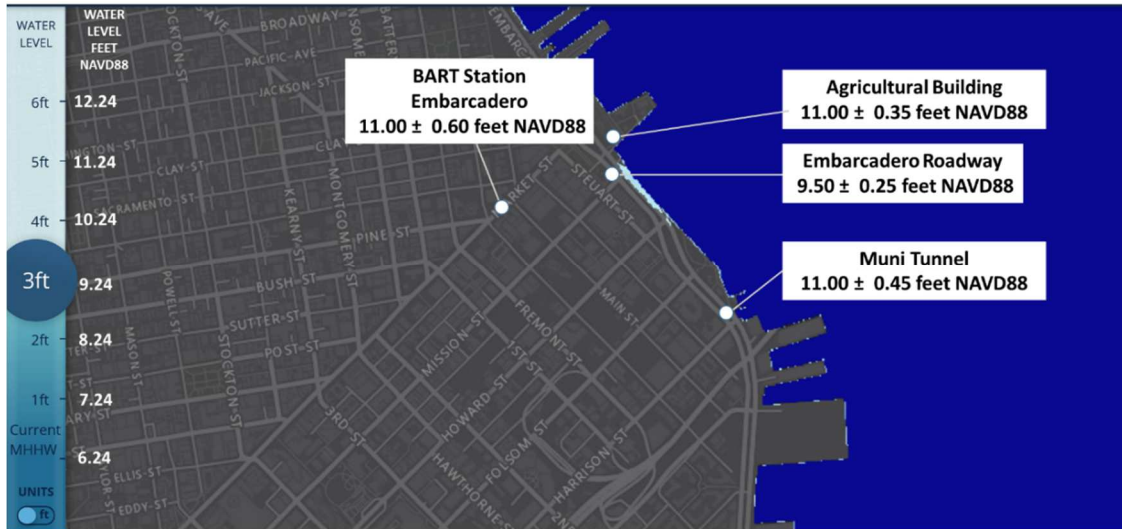 WATER
LEVEL
WATER
LEVEL
FEET
NAVD88
6ft
12.24
5ft
11.24
4ft
10.24
3ft
9.24
2ft
8.24
1ft
7.24
Current
MHHW
6.24
UNITS
ft
BART Station
Embarcadero
11.00 ± 0.60 feet NAVD88
Agricultural Building
11.00 ± 0.35 feet NAVD88
Embarcadero Roadway
9.50 ± 0.25 feet NAVD88
Muni Tunnel
11.00 ± 0.45 feet NAVD88
BROADWAY
PACIFIC-AVE
JACKSON-ST
CLAY-ST
SACRAMENTO-ST
PINE-ST
BUSH-ST
SUTTER-ST
POST-ST
ELLIS-ST
EDDY-ST
STOCKTON-ST
KEARNY-ST
MONTGOMERY-ST
POWELL-ST
MASON-ST
STOCKTON-ST
STEUART-ST
MAIN-ST
FREMONT-ST
1ST-ST
MISSION-ST
HOWARD-ST
FOLSOM-ST
HARRISON-ST
3RD-ST
HAWTHORNE-ST